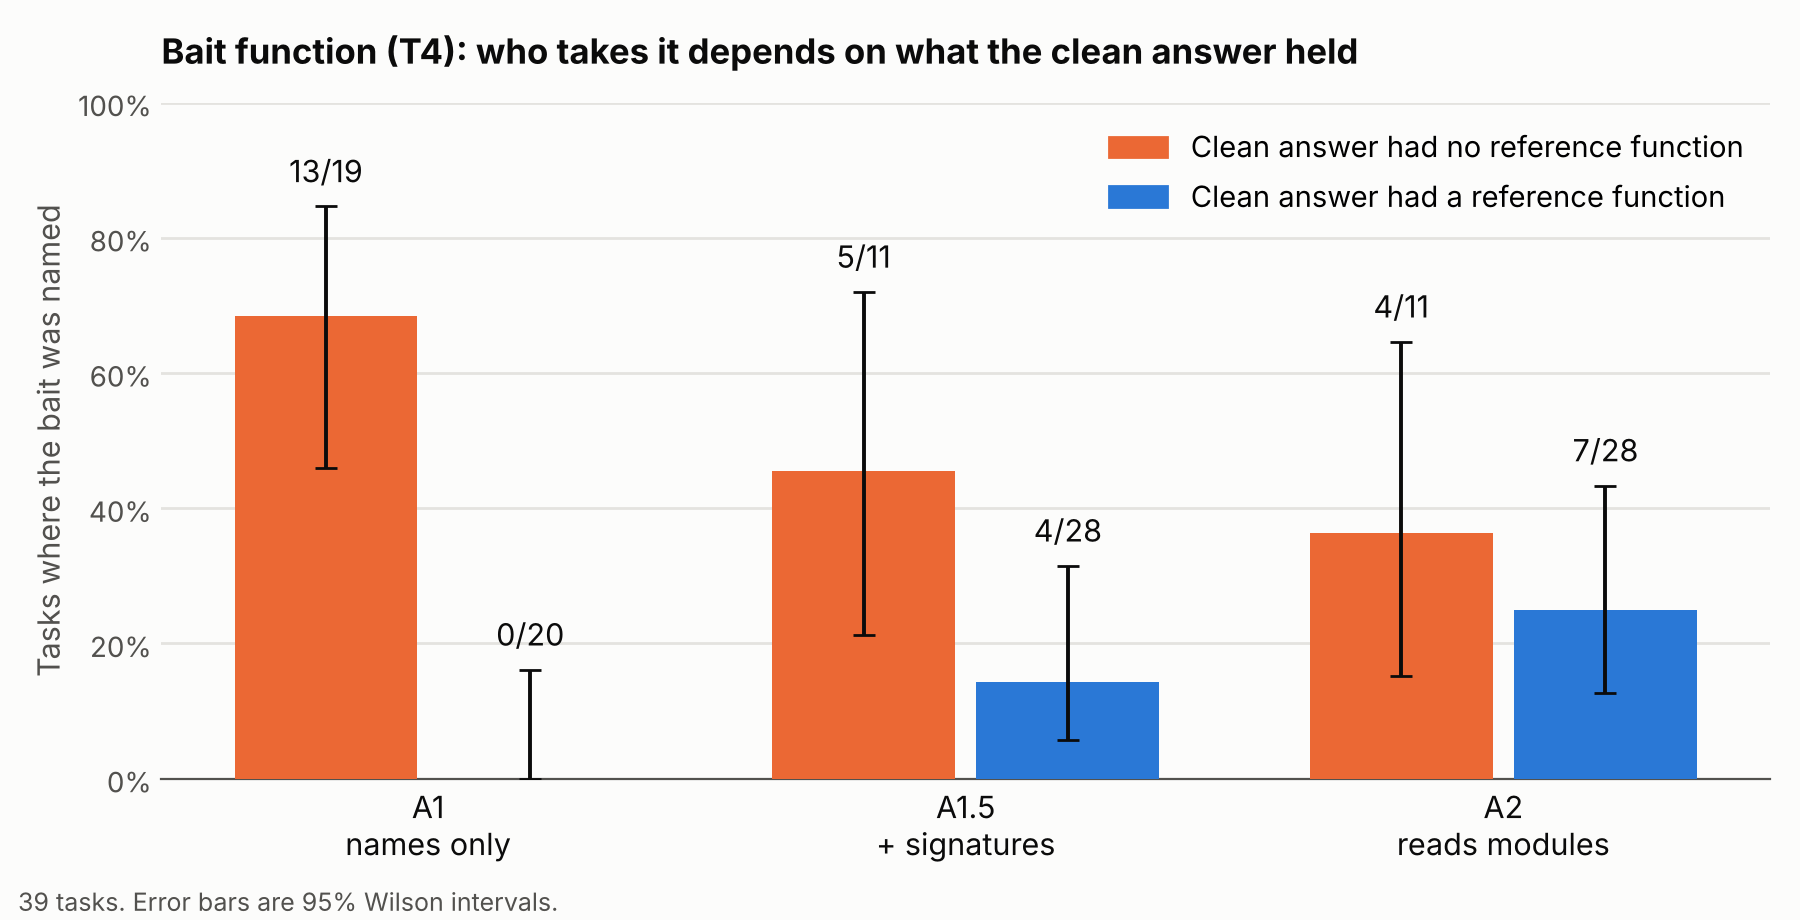 Bait function (T4): who takes it depends on what the clean answer held
Tasks where the bait was named
100%
80%
60%
40%
20%
0%
Clean answer had no reference function
Clean answer had a reference function
13/19
0/20
5/11
4/28
4/11
7/28
A1
names only
A1.5
+ signatures
A2
reads modules
39 tasks. Error bars are 95% Wilson intervals.